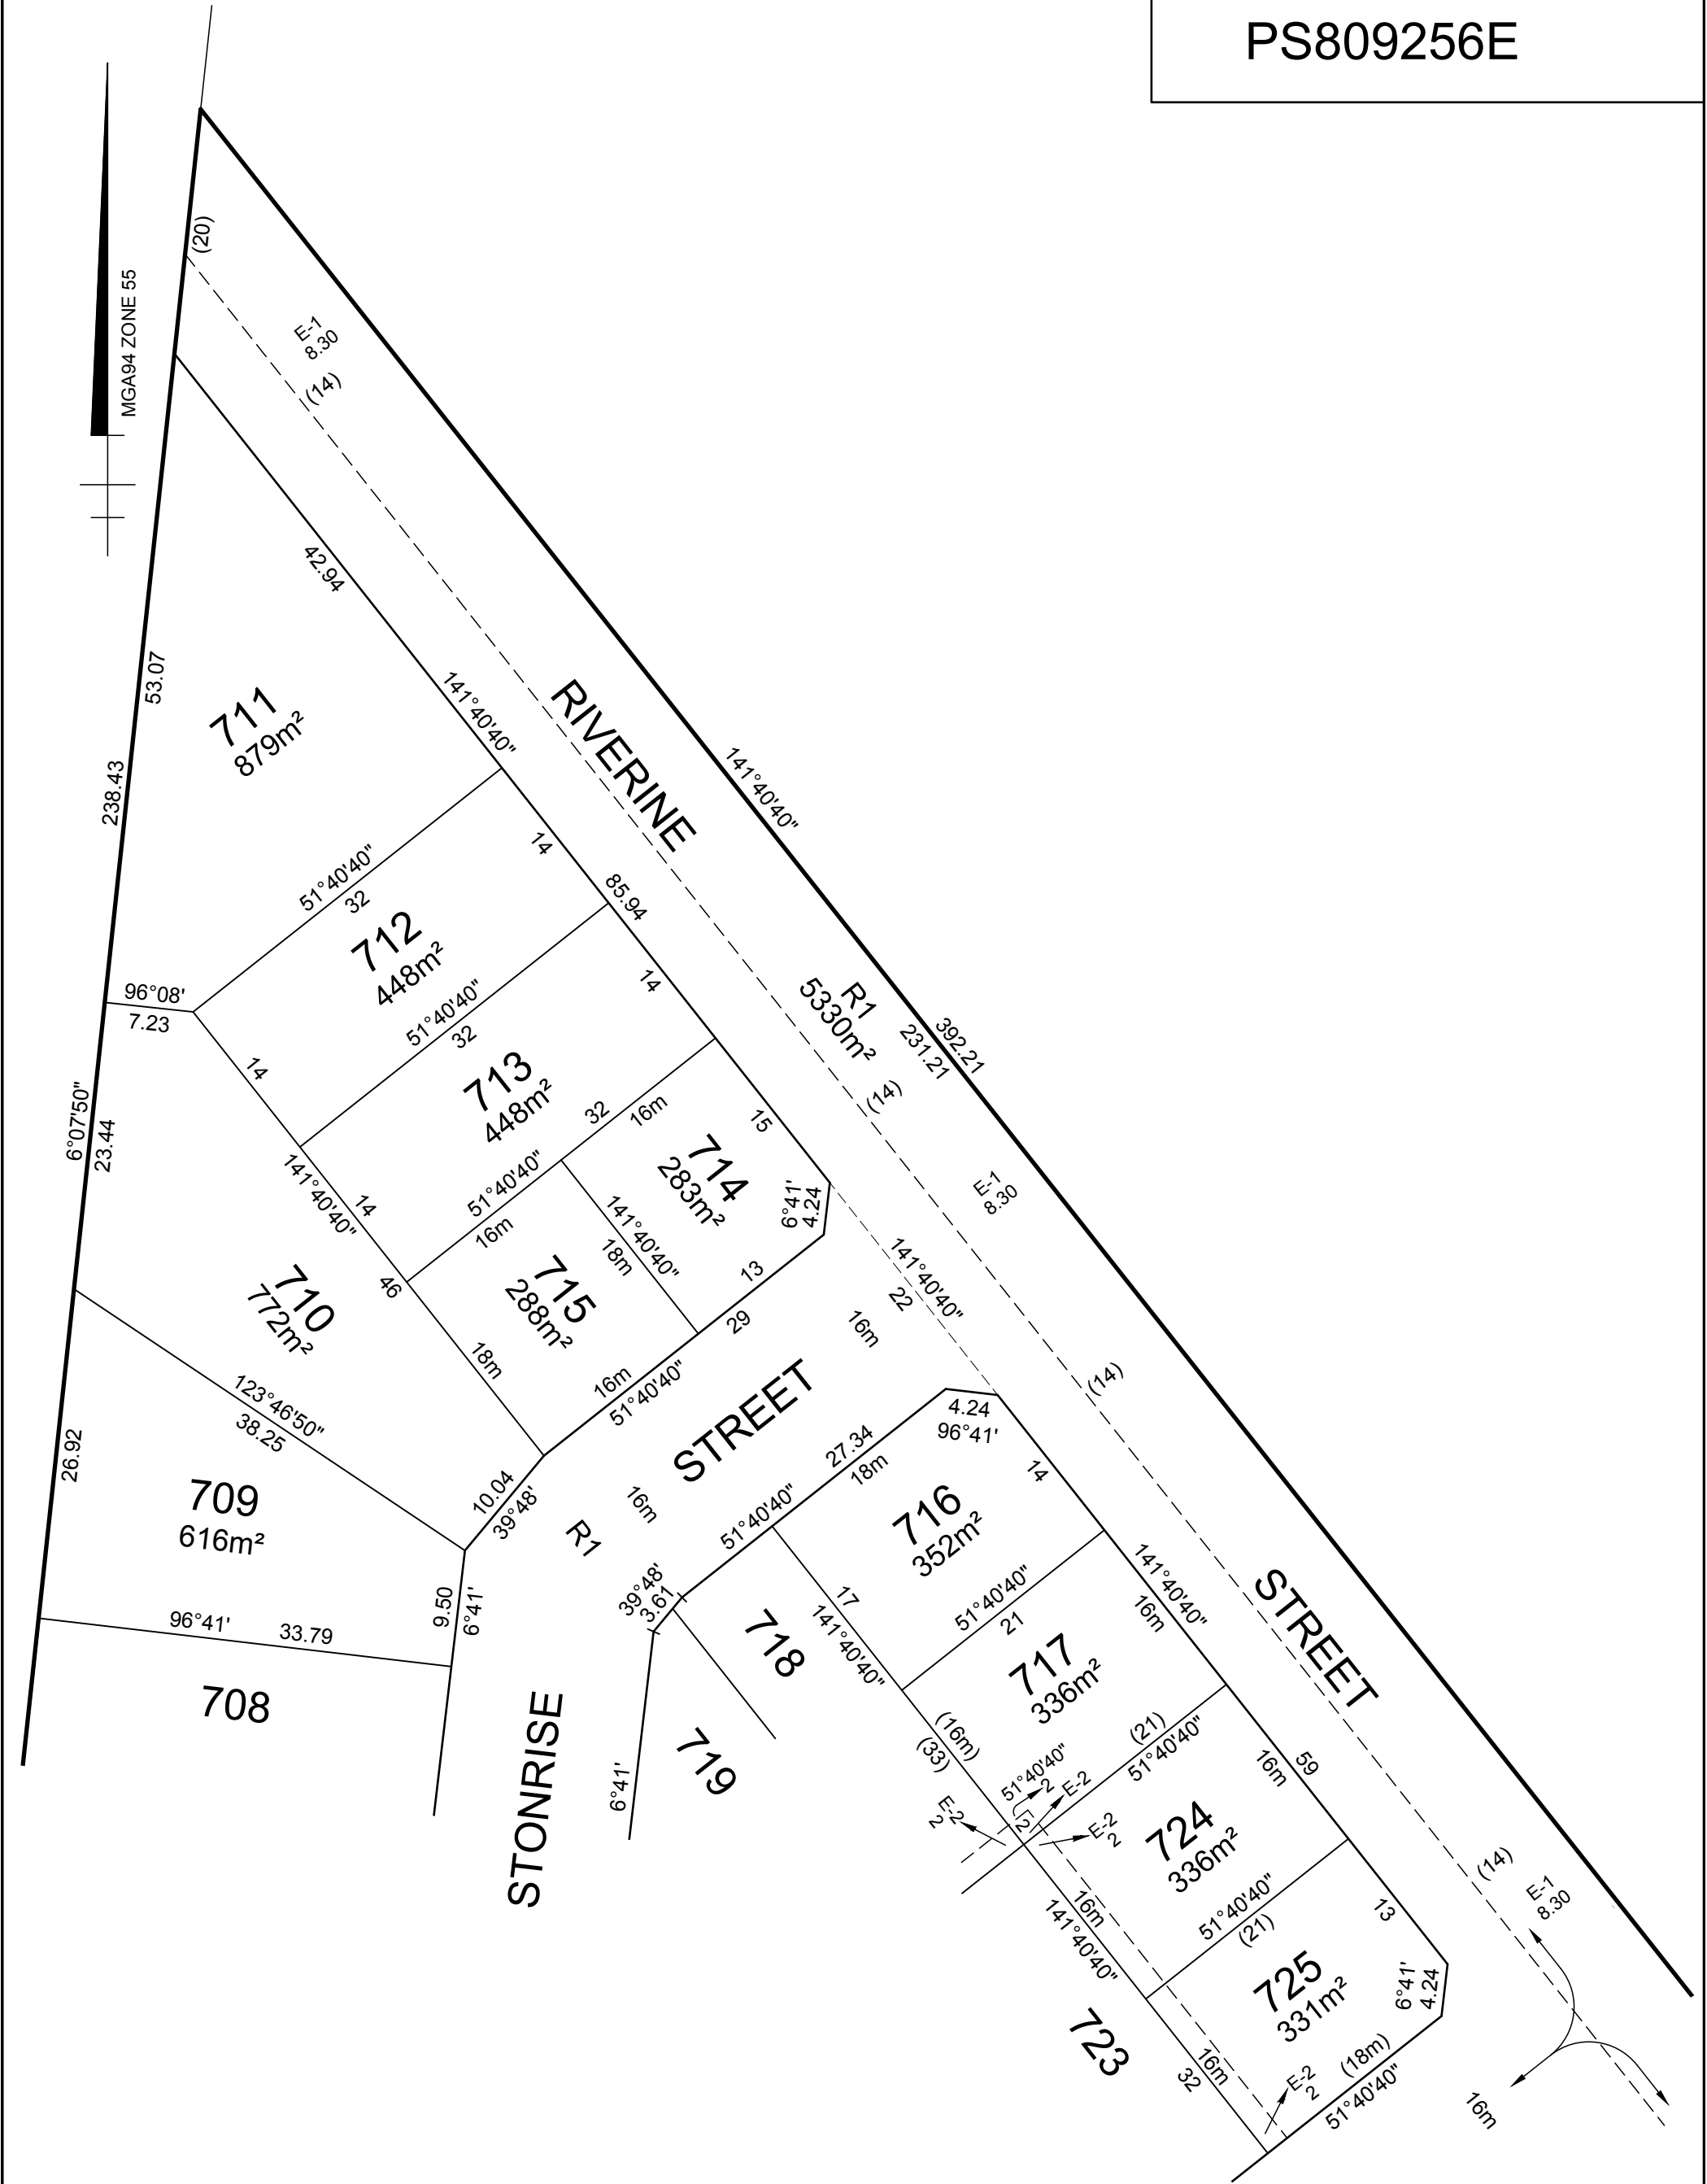 PS809256E
MGA94 ZONE 55
(20)
E-1
8.30
(14)
42.94
53.07
238.43
711
879m²
141°40'40"
RIVERINE
141°40'40"
14
85.94
51°40'40"
32
712
448m²
14
51°40'40"
32
R1
5330m²
231.21
392.21
(14)
96°08'
7.23
14
713
448m²
32
16m
15
6°07'50"
23.44
141°40'40"
14
51°40'40"
16m
714
283m²
6°41'
4.24
E-1
8.30
141°40'40"
18m
13
141°40'40"
22
16m
710
772m²
46
715
288m²
29
18m
16m
51°40'40"
STREET
(14)
4.24
96°41'
123°46'50"
38.25
26.92
709
616m²
10.04
39°48'
R1
16m
27.34
18m
51°40'40"
14
716
352m²
96°41'
33.79
9.50
6°41'
39°48'
3.61
17
141°40'40"
51°40'40"
21
141°40'40"
16m
STREET
708
718
717
336m²
STONRISE
6°41'
719
(16m)
(33)
(21)
51°40'40"
16m
59
51°40'40"
2
E-2
E-2
2
2
E-2
2
724
336m²
(14)
E-1
8.30
16m
141°40'40"
51°40'40"
(21)
13
723
725
331m²
6°41'
4.24
32
16m
E-2
2
(18m)
51°40'40"
16m